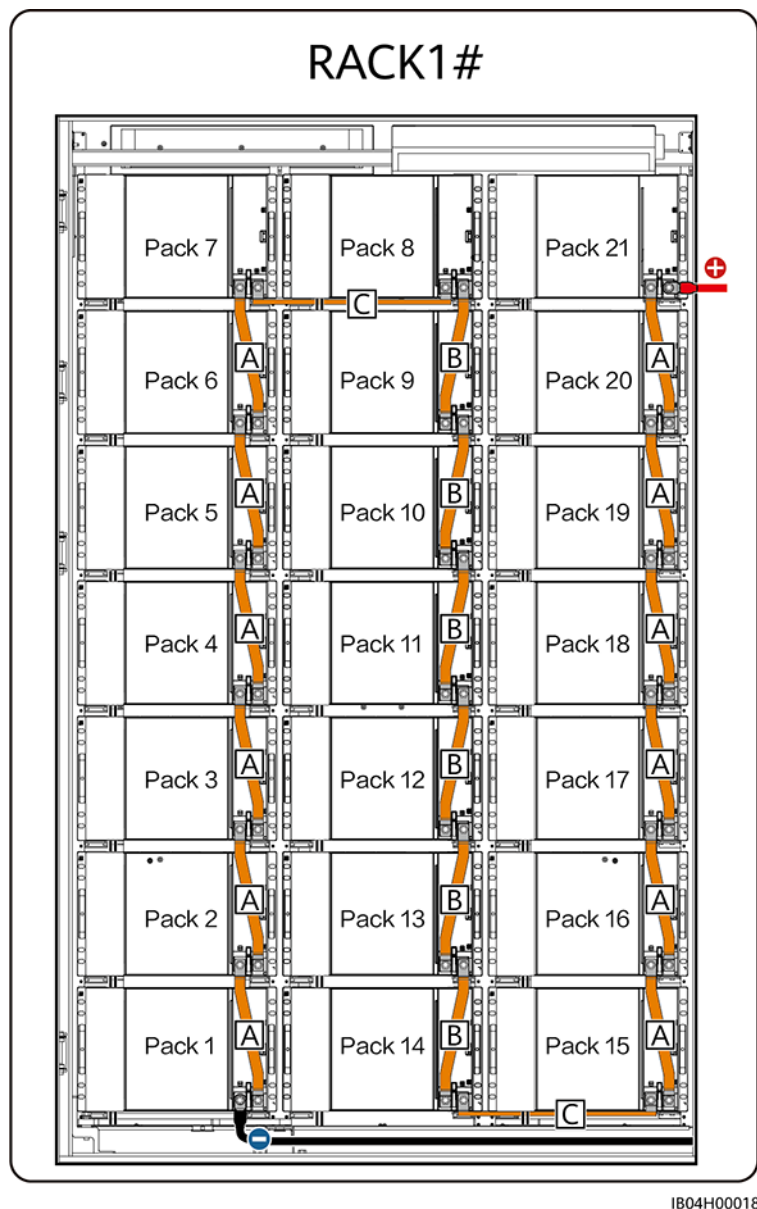 RACK1#
Pack 7 Pack 8 Pack 21
+
C
A B A
Pack 6 Pack 9 Pack 20
A B A
Pack 5 Pack 10 Pack 19
A B A
Pack 4 Pack 11 Pack 18
A B A
Pack 3 Pack 12 Pack 17
A B A
Pack 2 Pack 13 Pack 16
A B A
Pack 1 Pack 14 Pack 15
C
−
IB04H00018